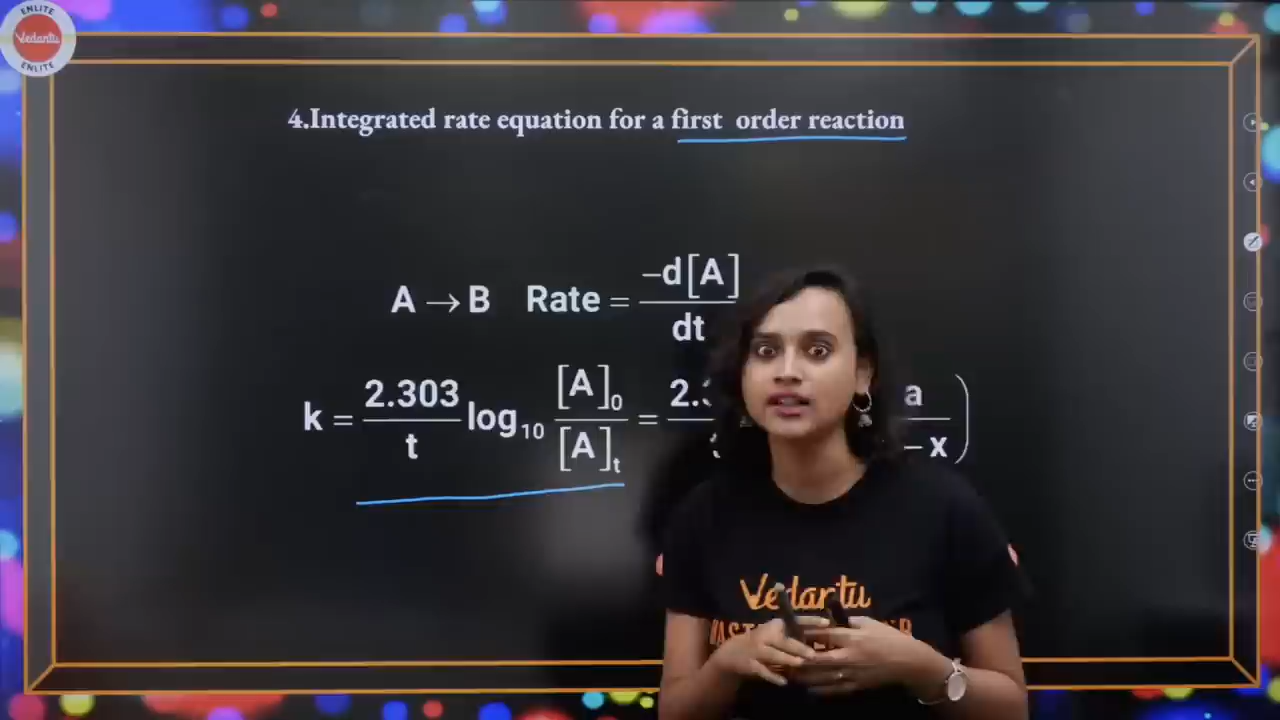 ENLITE
Vedantu
ENLITE
4.Integrated rate equation for a first order reaction
A → B Rate = −d[A] / dt
k = 2.303 / t log₁₀ [A]₀ / [A]ₜ = 2. a / − x )
Vedantu